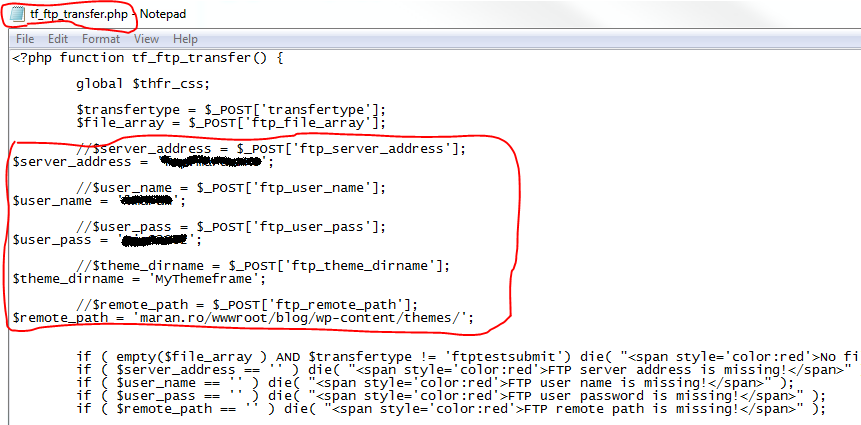 tf_ftp_transfer.php - Notepad
File Edit Format View Help
<?php function tf_ftp_transfer() {
global $thfr_css;
$transfertype = $_POST['transfertype'];
$file_array = $_POST['ftp_file_array'];
//$server_address = $_POST['ftp_server_address'];
$server_address = '';
//$user_name = $_POST['ftp_user_name'];
$user_name = '';
//$user_pass = $_POST['ftp_user_pass'];
$user_pass = '';
//$theme_dirname = $_POST['ftp_theme_dirname'];
$theme_dirname = 'MyThemeframe';
//$remote_path = $_POST['ftp_remote_path'];
$remote_path = 'maran.ro/wwwroot/blog/wp-content/themes/';
if ( empty($file_array ) AND $transfertype != 'ftptestsubmit') die( "<span style='color:red'>No fi
if ( $server_address == '' ) die( "<span style='color:red'>FTP server address is missing!</span>"
if ( $user_name == '' ) die( "<span style='color:red'>FTP user name is missing!</span>" );
if ( $user_pass == '' ) die( "<span style='color:red'>FTP user password is missing!</span>" );
if ( $remote_path == '' ) die( "<span style='color:red'>FTP remote path is missing!</span>" );